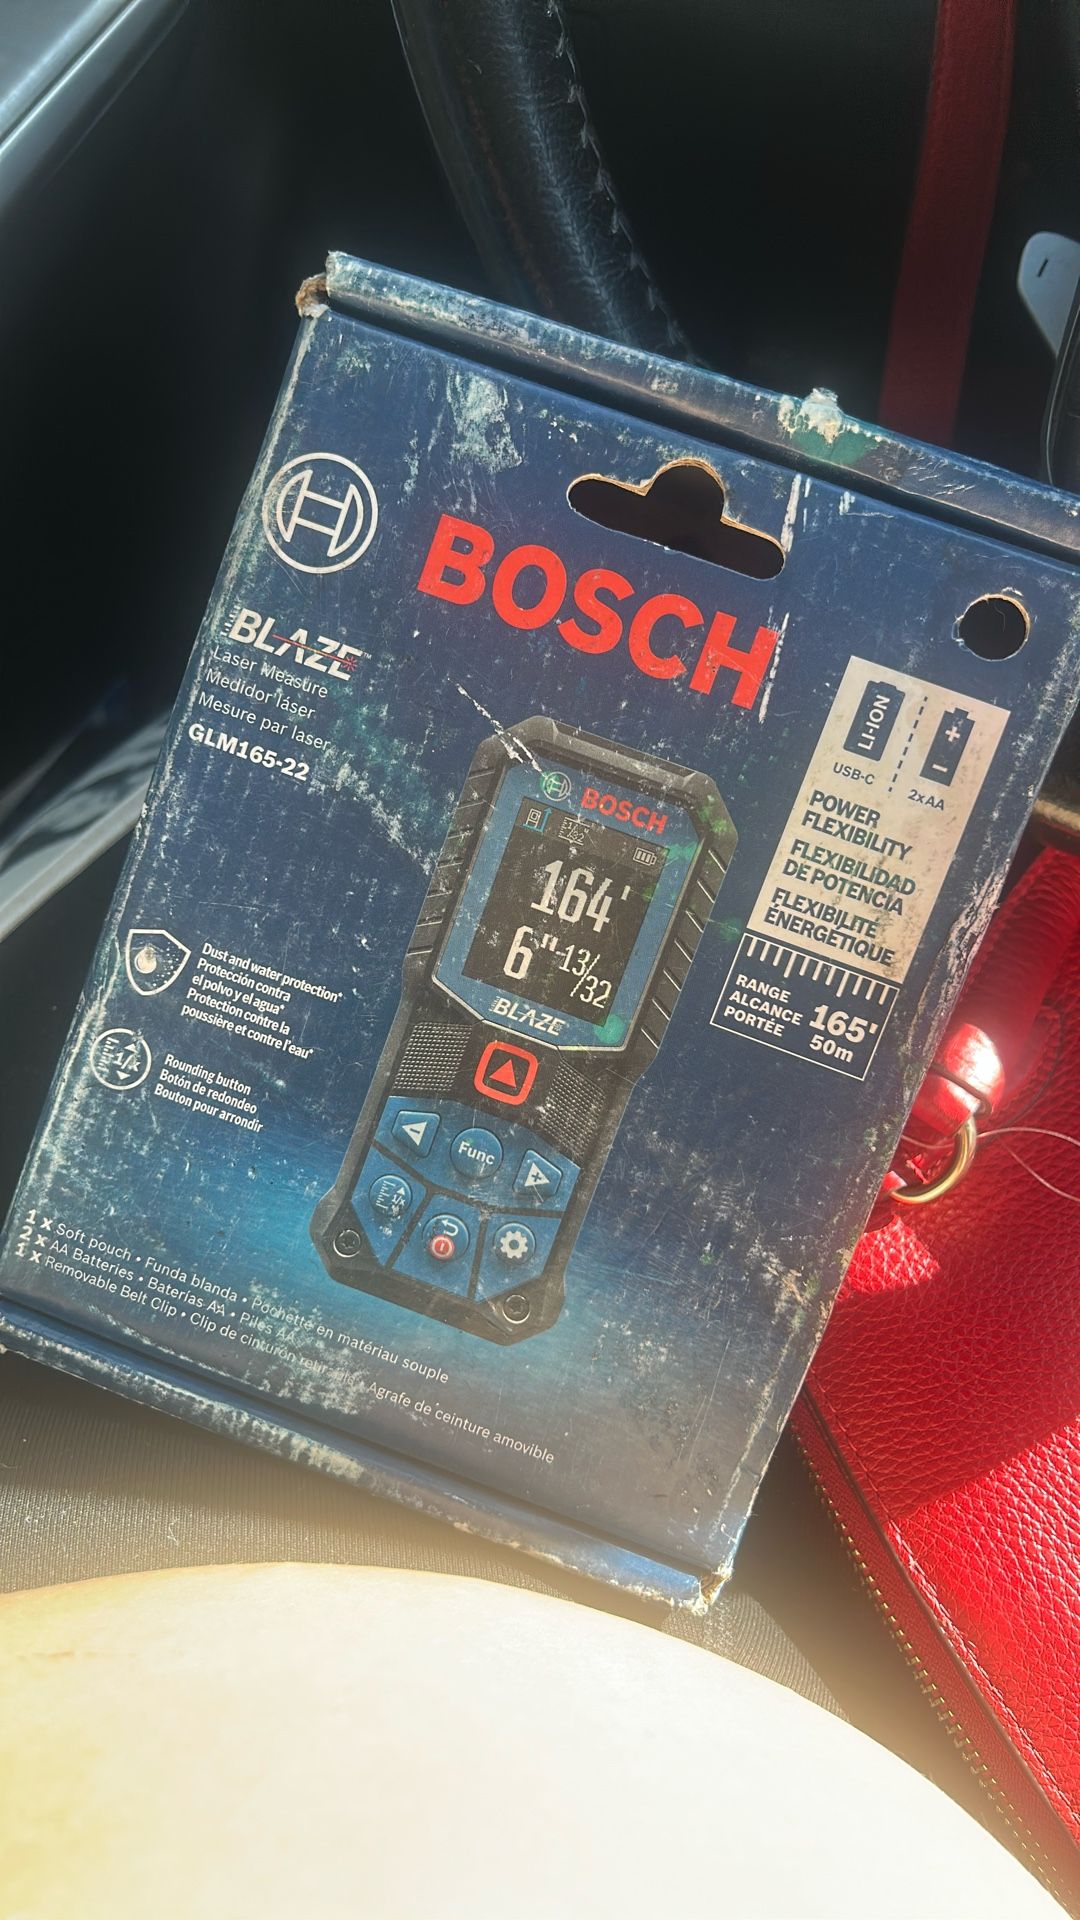 BOSCH
BLAZE™
Laser Measure
Medidor láser
Mesure par laser
GLM165-22
LI-ION
USB-C
2xAA
POWER
FLEXIBILITY
FLEXIBILIDAD
DE POTENCIA
FLEXIBILITÉ
ÉNERGÉTIQUE
RANGE
ALCANCE
PORTÉE
165'
50m
BOSCH
164'
6" 13/32
BLAZE
Func
1/x
Dust and water protection*
Protección contra
el polvo y el agua*
Protection contre la
poussière et contre l'eau*
1/x
Rounding button
Botón de redondeo
Bouton pour arrondir
1 x Soft pouch • Funda blanda • Pochette en matériau souple
2 x AA Batteries • Baterías AA • Piles AA
1 x Removable Belt Clip • Clip de cinturón • Agrafe de ceinture amovible